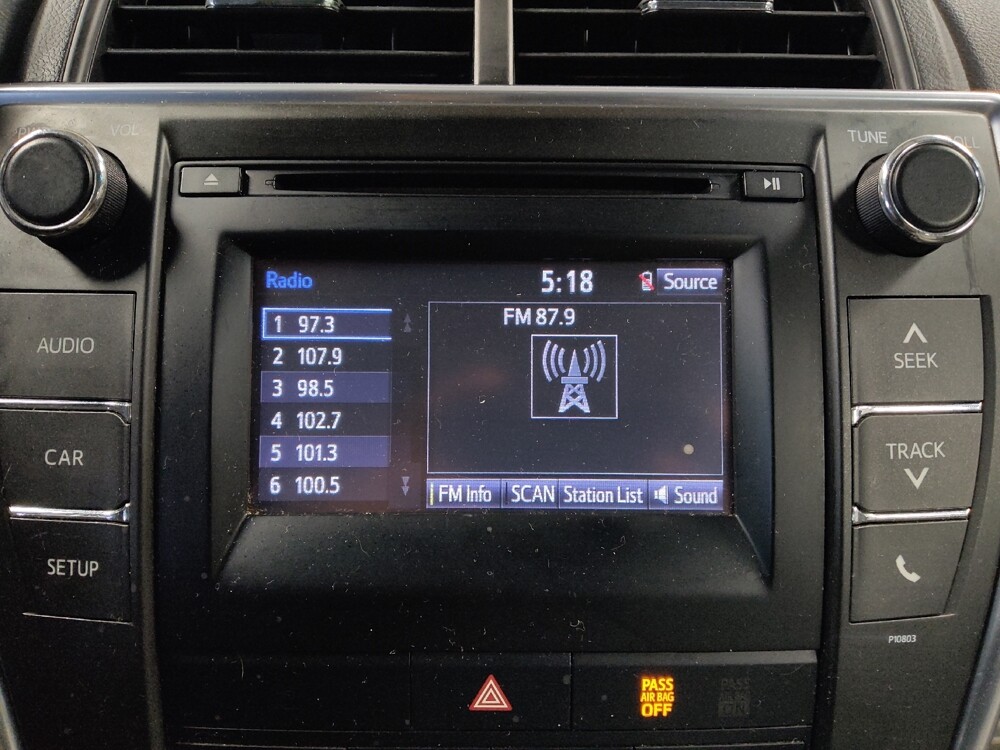 VOL
TUNE
Radio
5:18
Source
1 97.3
2 107.9
3 98.5
4 102.7
5 101.3
6 100.5
FM 87.9
FM Info
SCAN
Station List
Sound
AUDIO
CAR
SETUP
SEEK
TRACK
P10803
PASS
AIR BAG
OFF
PASS
AIR BAG
ON